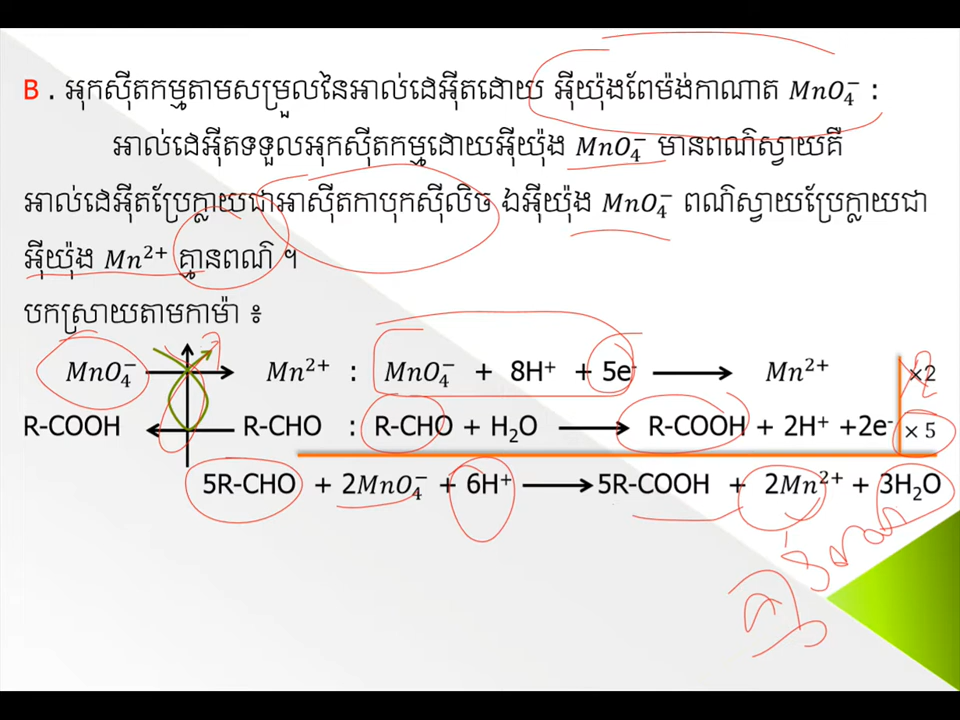 B . អុកស៊ីតកម្មតាមសម្រួលនៃអាល់ដេអ៊ីតដោយ អ៊ីយ៉ុងពែម៉ង់កាណាត MnO₄⁻ :
អាល់ដេអ៊ីតទទួលអុកស៊ីតកម្មដោយអ៊ីយ៉ុង MnO₄⁻ មានពណ៌ស្វាយគឺ
អាល់ដេអ៊ីតប្រែក្លាយជាអាស៊ីតកាបុកស៊ីលិច ឯអ៊ីយ៉ុង MnO₄⁻ ពណ៌ស្វាយប្រែក្លាយជា
អ៊ីយ៉ុង Mn²⁺ គ្មានពណ៌ ។
បកស្រាយតាមកាម៉ា ៖
MnO₄⁻ → Mn²⁺ : MnO₄⁻ + 8H⁺ + 5e⁻ → Mn²⁺ ×2
R-COOH ← R-CHO : R-CHO + H₂O → R-COOH + 2H⁺ +2e⁻ × 5
5R-CHO + 2MnO₄⁻ + 6H⁺ → 5R-COOH + 2Mn²⁺ + 3H₂O